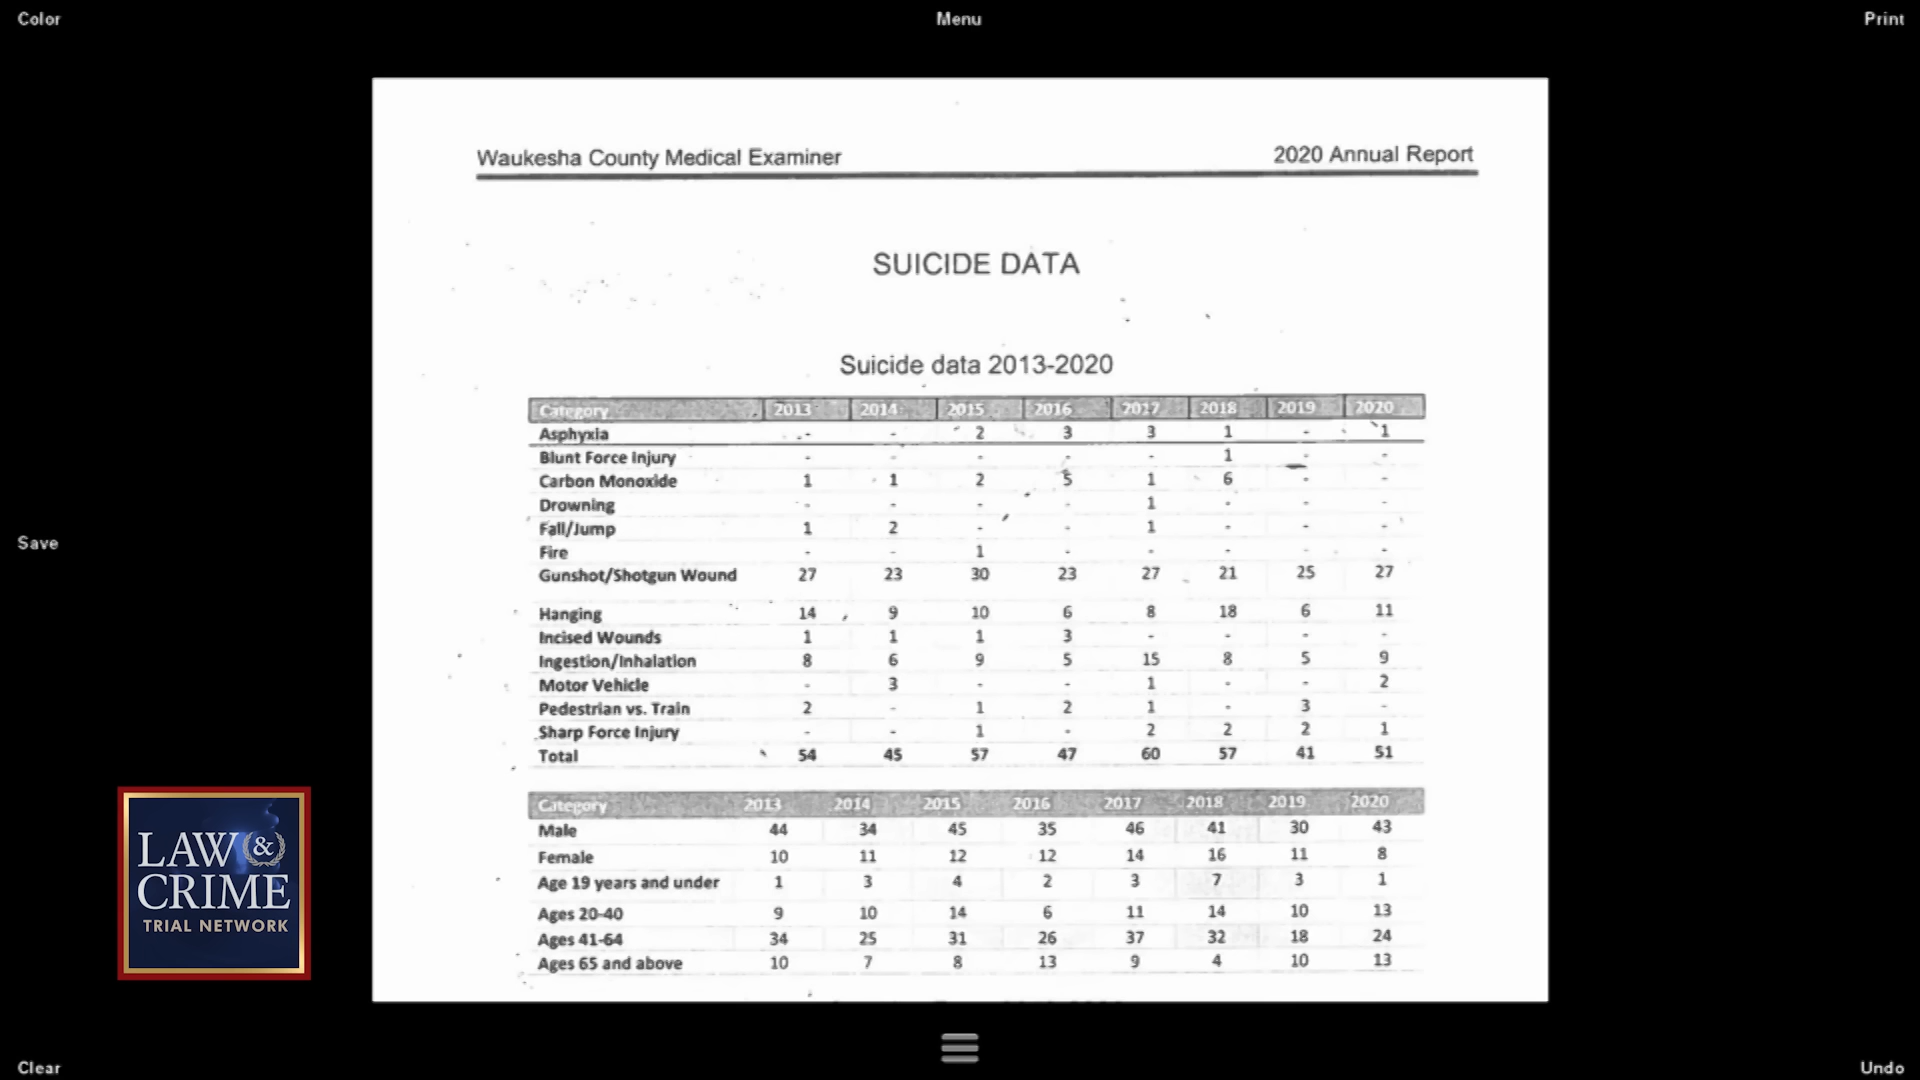 Color Menu Print
Waukesha County Medical Examiner 2020 Annual Report
SUICIDE DATA
Suicide data 2013-2020
Category 2013 2014 2015 2016 2017 2018 2019 2020
Asphyxia - - 2 3 3 1 - 1
Blunt Force Injury - - - - - 1 - -
Carbon Monoxide 1 1 2 5 1 6 - -
Drowning - - - - 1 - - -
Fall/Jump 1 2 - - 1 - - -
Fire - - 1 - - - - -
Gunshot/Shotgun Wound 27 23 30 23 27 21 25 27
Hanging 14 9 10 6 8 18 6 11
Incised Wounds 1 1 1 3 - - - -
Ingestion/Inhalation 8 6 9 5 15 8 5 9
Motor Vehicle - 3 - - 1 - - 2
Pedestrian vs. Train 2 - 1 2 1 - 3 -
Sharp Force Injury - - 1 - 2 2 2 1
Total 54 45 57 47 60 57 41 51
Category 2013 2014 2015 2016 2017 2018 2019 2020
Male 44 34 45 35 46 41 30 43
Female 10 11 12 12 14 16 11 8
Age 19 years and under 1 3 4 2 3 7 3 1
Ages 20-40 9 10 14 6 11 14 10 13
Ages 41-64 34 25 31 26 37 32 18 24
Ages 65 and above 10 7 8 13 9 4 10 13
Save
LAW &
CRIME
TRIAL NETWORK
Clear Undo